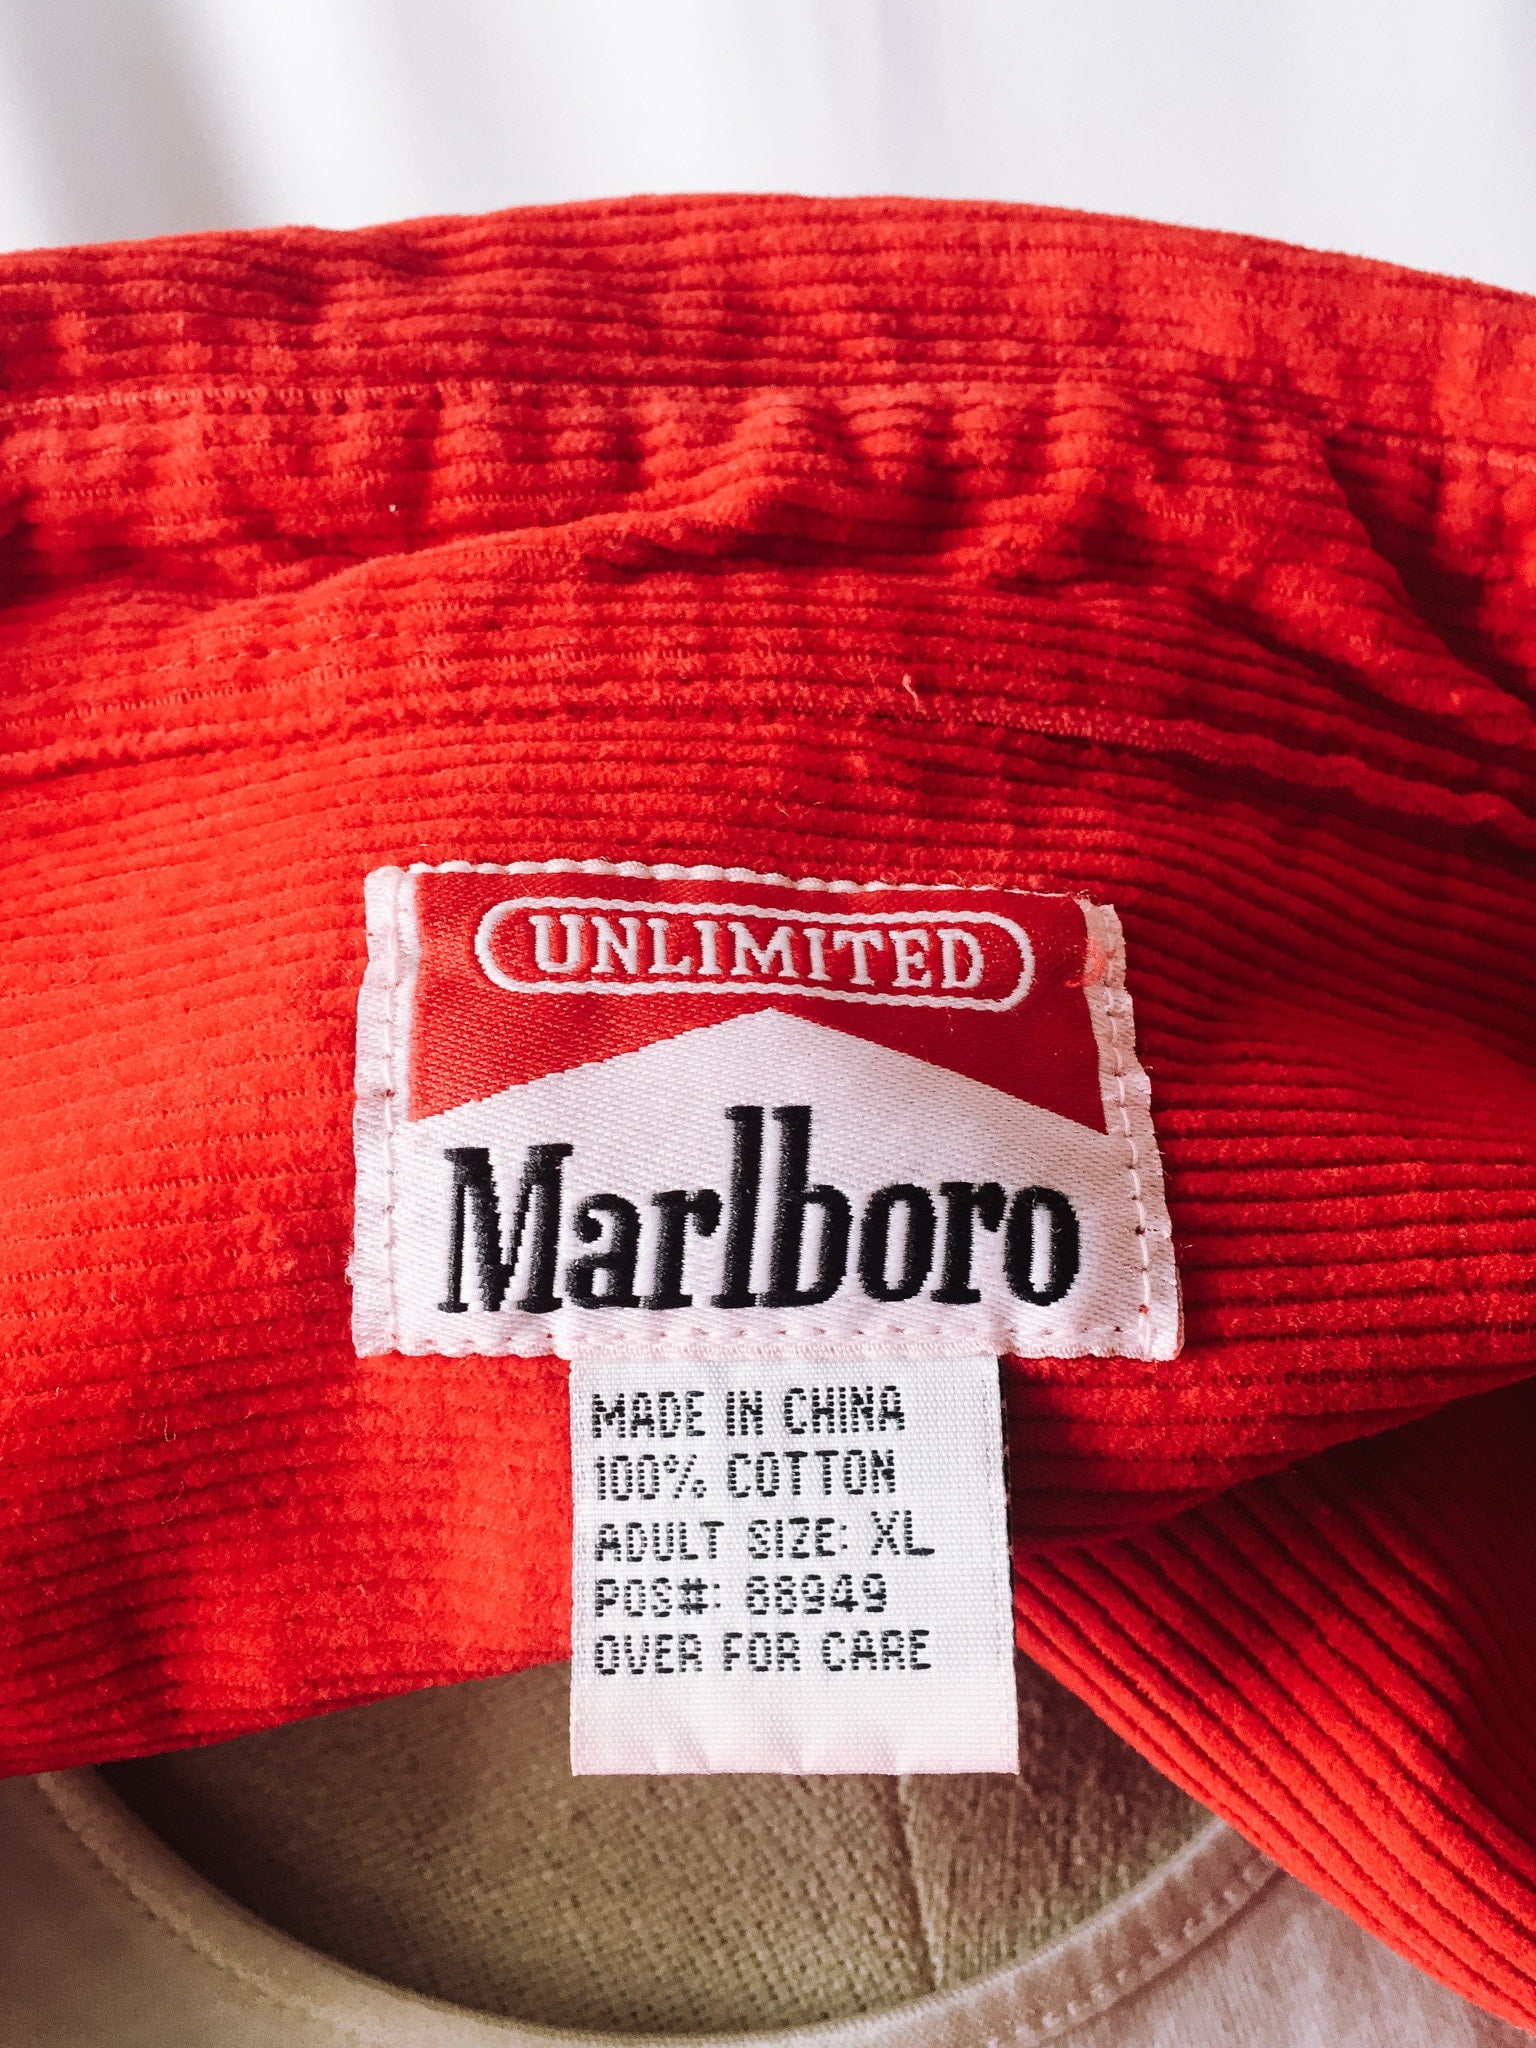 UNLIMITED
Marlboro
MADE IN CHINA
100% COTTON
ADULT SIZE: XL
POS#: 68949
OVER FOR CARE